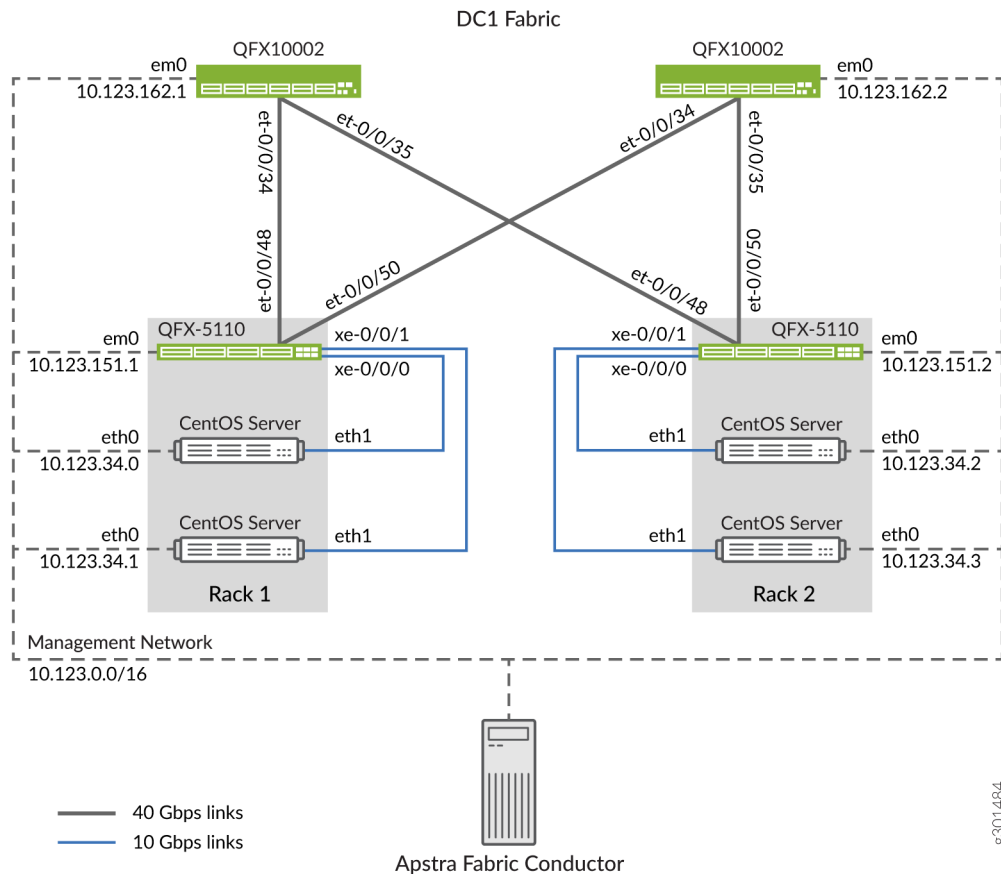 DC1 Fabric
QFX10002
QFX10002
em0
10.123.162.1
em0
10.123.162.2
et-0/0/34
et-0/0/35
et-0/0/34
et-0/0/35
et-0/0/48
et-0/0/50
et-0/0/48
et-0/0/50
QFX-5110
xe-0/0/1
xe-0/0/0
em0
10.123.151.1
xe-0/0/1
xe-0/0/0
QFX-5110
em0
10.123.151.2
CentOS Server
eth0
10.123.34.0
eth1
eth1
CentOS Server
eth0
10.123.34.2
CentOS Server
eth0
10.123.34.1
eth1
eth1
CentOS Server
eth0
10.123.34.3
Rack 1
Rack 2
Management Network
10.123.0.0/16
40 Gbps links
10 Gbps links
Apstra Fabric Conductor
g301484